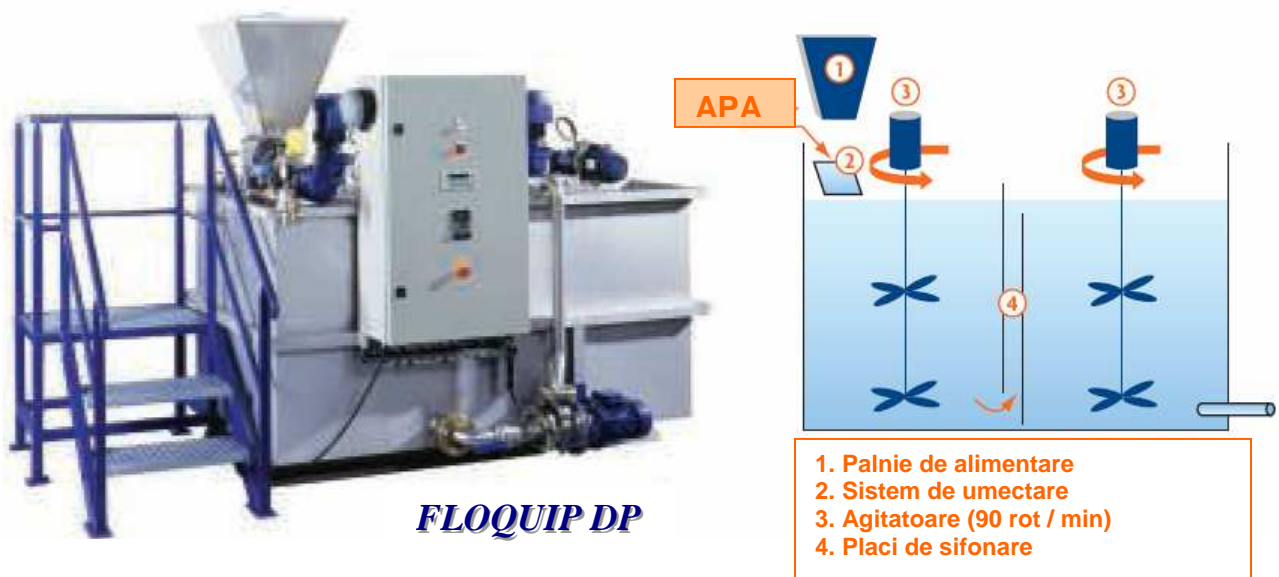 APA
1
2
3
3
4
FLOQUIP DP
1. Palnie de alimentare
2. Sistem de umectare
3. Agitatoare (90 rot / min)
4. Placi de sifonare